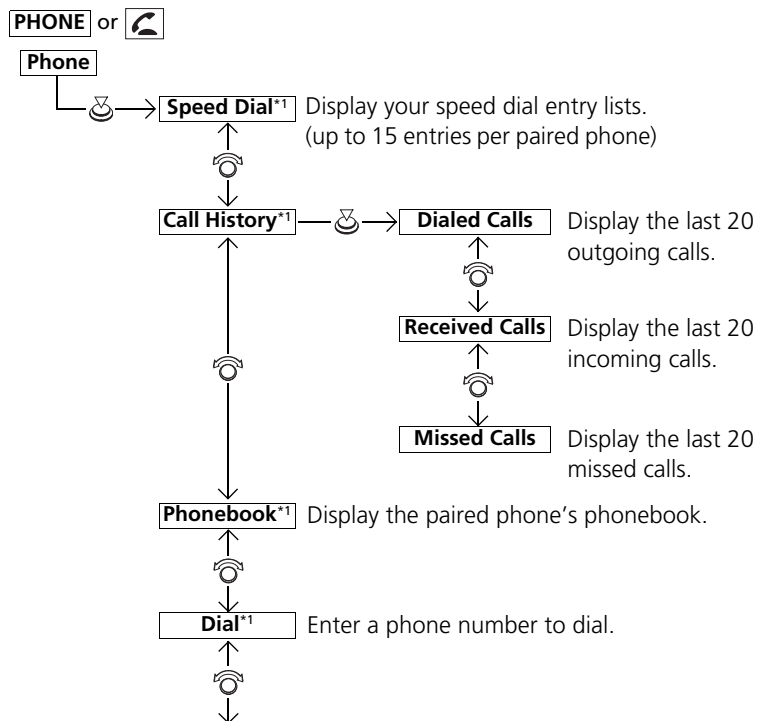 PHONE or
Phone
Speed Dial*1 Display your speed dial entry lists.
(up to 15 entries per paired phone)
Call History*1 Dialed Calls Display the last 20
outgoing calls.
Received Calls Display the last 20
incoming calls.
Missed Calls Display the last 20
missed calls.
Phonebook*1 Display the paired phone's phonebook.
Dial*1 Enter a phone number to dial.